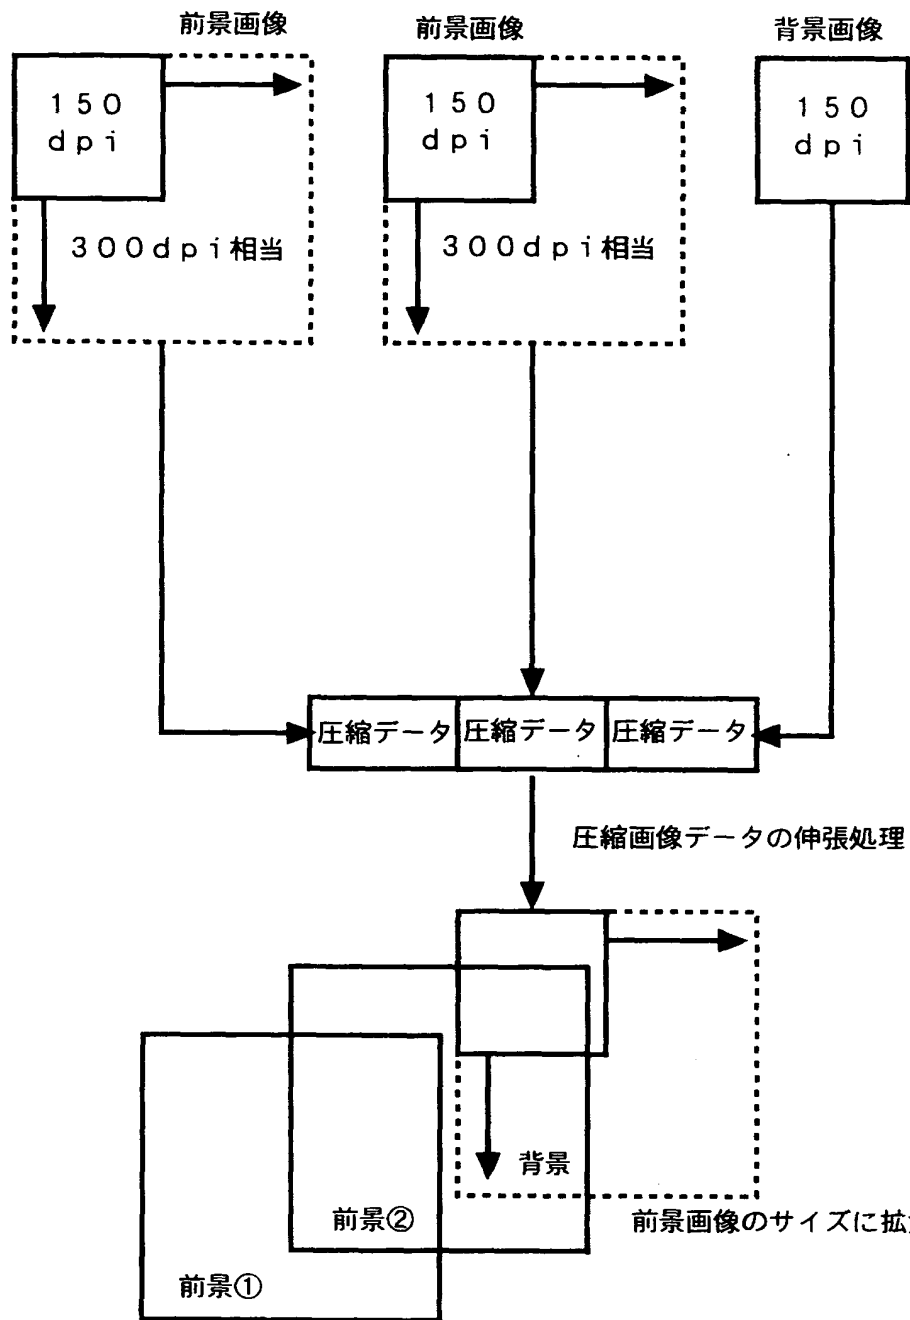 前景画像
前景画像
背景画像
１５０
ｄｐｉ
１５０
ｄｐｉ
１５０
ｄｐｉ
３００ｄｐｉ相当
３００ｄｐｉ相当
圧縮データ
圧縮データ
圧縮データ
圧縮画像データの伸張処理
背景
前景②
前景画像のサイズに拡
前景①